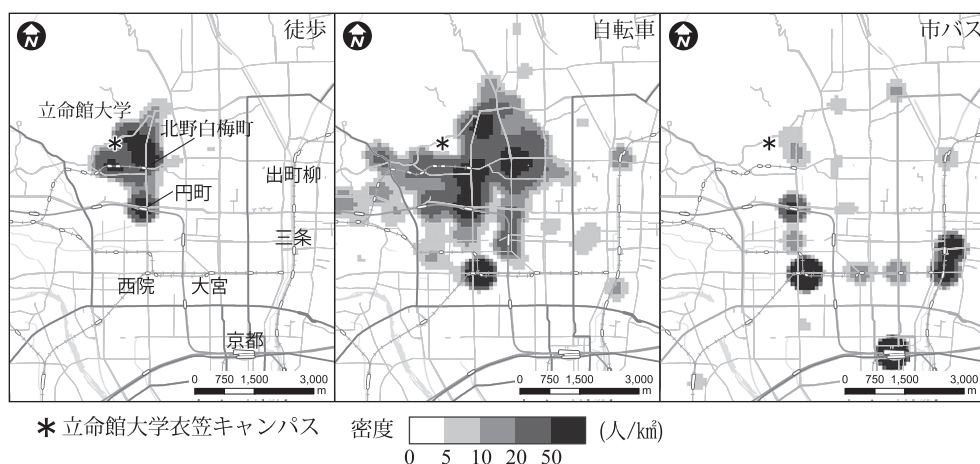 N 徒歩
立命館大学
北野白梅町
円町
出町柳
三条
西院
大宮
京都
0 750 1,500 3,000
m
N 自転車
0 750 1,500 3,000
m
N 市バス
0 750 1,500 3,000
m
* 立命館大学衣笠キャンパス 密度 (人/k㎡)
0 5 10 20 50